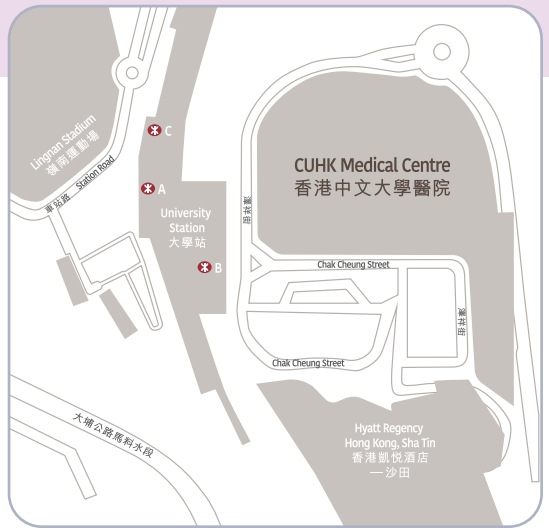 Lingnan Stadium
嶺南運動場
C
車站路 Station Road
A
University
Station
大學站
B
CUHK Medical Centre
香港中文大學醫院
澤祥街
Chak Cheung Street
澤祥街
Chak Cheung Street
大埔公路馬料水段
Hyatt Regency
Hong Kong, Sha Tin
香港凱悅酒店
—沙田